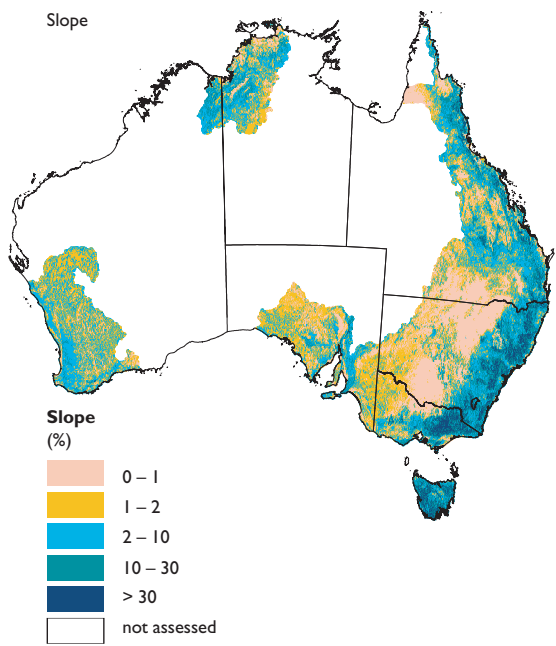 Slope
Slope
(%)
0 – 1
1 – 2
2 – 10
10 – 30
> 30
not assessed